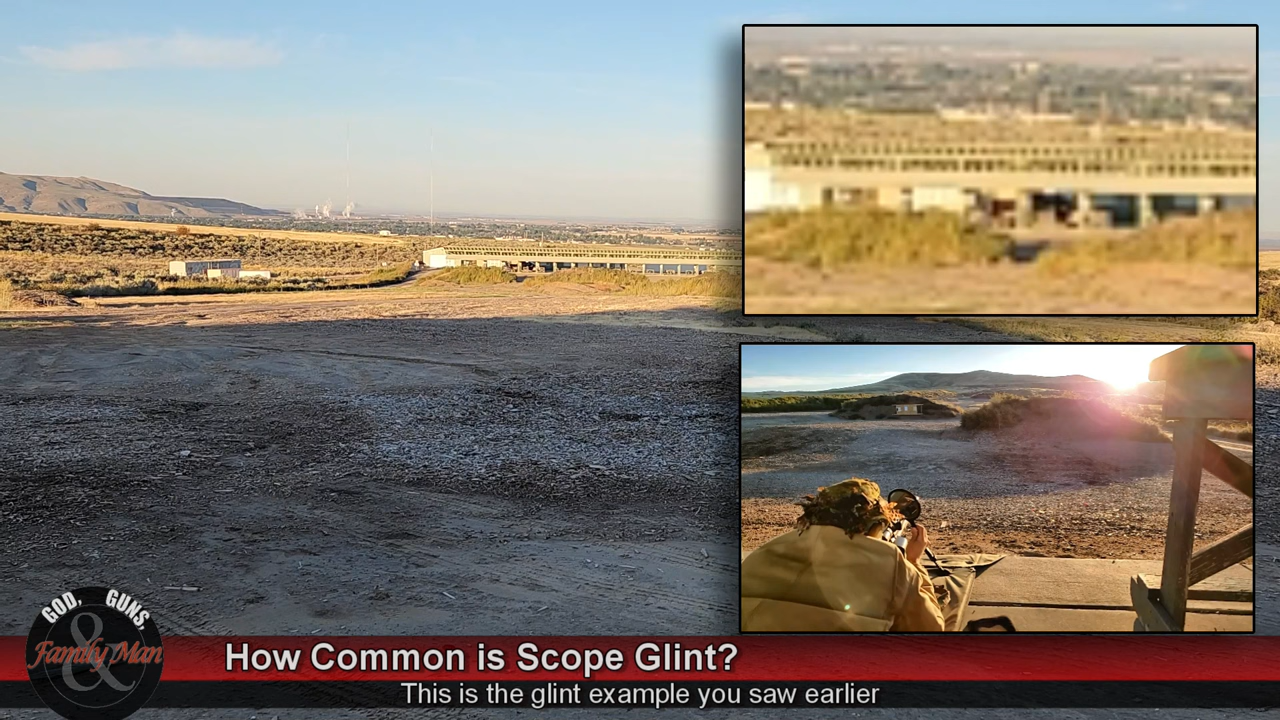 GOD, GUNS,
&
Family Man
How Common is Scope Glint?
This is the glint example you saw earlier